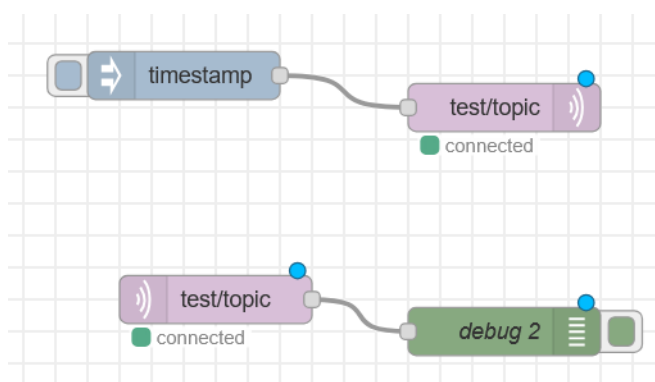 timestamp
test/topic
connected
test/topic
connected
debug 2